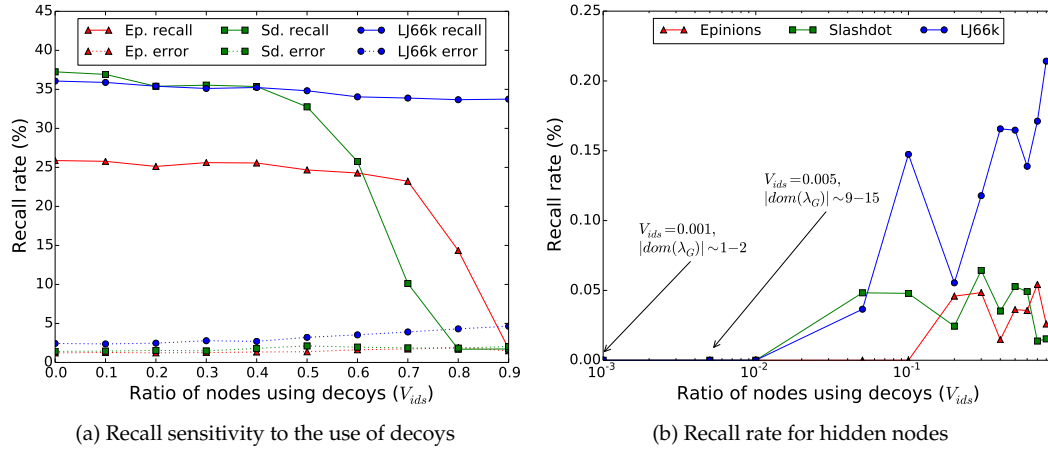 45
40
35
30
25
20
15
10
5
0
Recall rate (%)
Ep. recall
Sd. recall
LJ66k recall
Ep. error
Sd. error
LJ66k error
0.0 0.1 0.2 0.3 0.4 0.5 0.6 0.7 0.8 0.9
Ratio of nodes using decoys (V_ids)
(a) Recall sensitivity to the use of decoys
0.25
0.20
0.15
0.10
0.05
0.00
Recall rate (%)
Epinions Slashdot LJ66k
V_ids=0.005,
|dom(λ_G)|∼9−15
V_ids=0.001,
|dom(λ_G)|∼1−2
10⁻³ 10⁻² 10⁻¹
Ratio of nodes using decoys (V_ids)
(b) Recall rate for hidden nodes